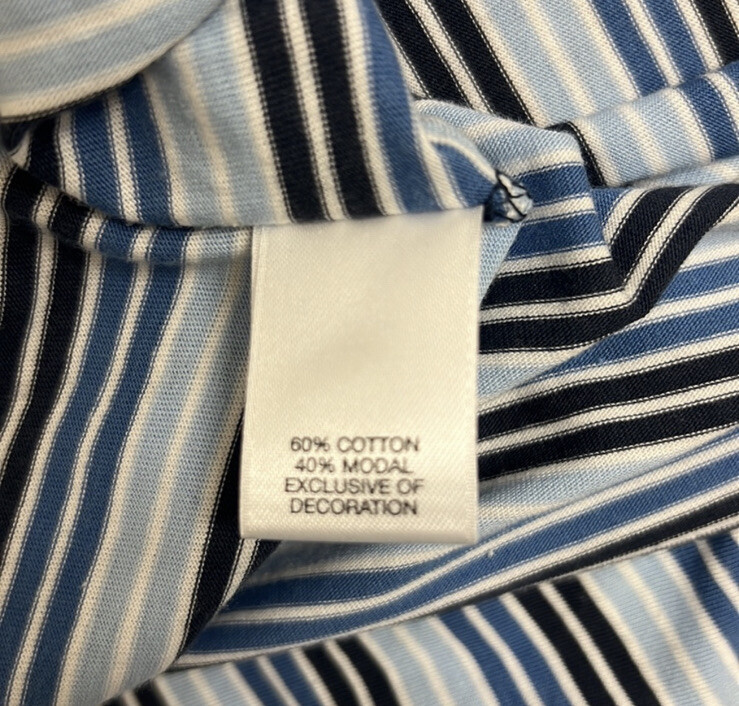 60% COTTON
40% MODAL
EXCLUSIVE OF
DECORATION